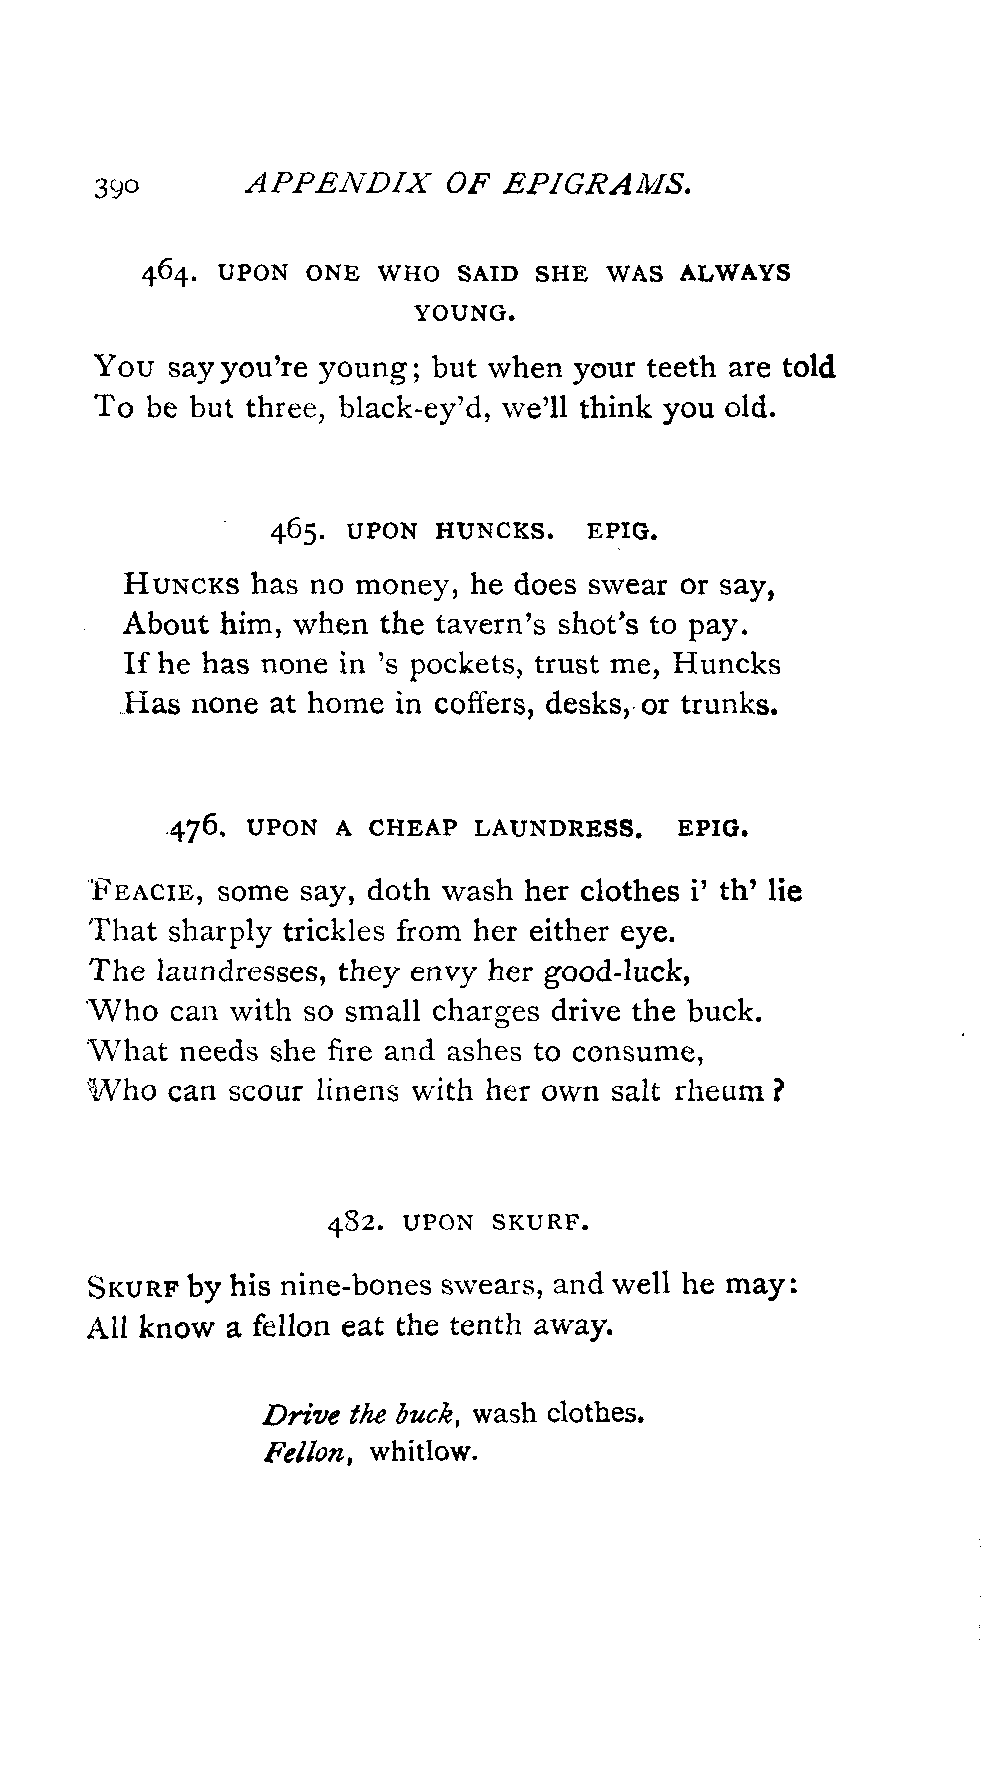 390 APPENDIX OF EPIGRAMS.
464. UPON ONE WHO SAID SHE WAS ALWAYS
YOUNG.
YOU say you're young; but when your teeth are told
To be but three, black-ey'd, we'll think you old.
465. UPON HUNCKS. EPIG.
HUNCKS has no money, he does swear or say,
About him, when the tavern's shot's to pay.
If he has none in 's pockets, trust me, Huncks
Has none at home in coffers, desks, or trunks.
476. UPON A CHEAP LAUNDRESS. EPIG.
FEACIE, some say, doth wash her clothes i' th' lie
That sharply trickles from her either eye.
The laundresses, they envy her good-luck,
Who can with so small charges drive the buck.
What needs she fire and ashes to consume,
Who can scour linens with her own salt rheum?
482. UPON SKURF.
SKURF by his nine-bones swears, and well he may:
All know a fellon eat the tenth away.
Drive the buck, wash clothes.
Fellon, whitlow.